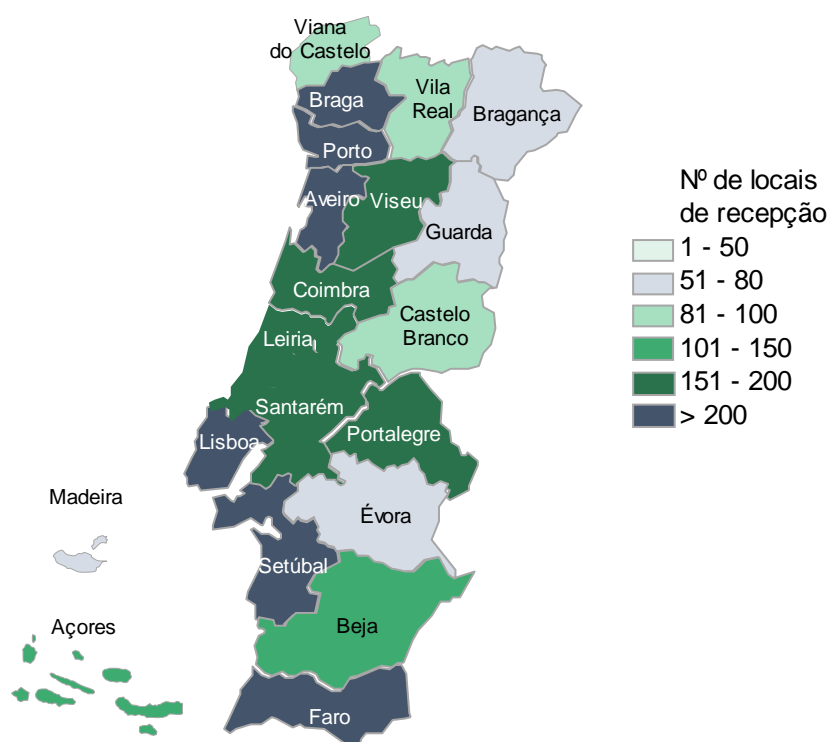 Viana
do Castelo
Braga
Vila
Real
Bragança
Porto
Aveiro
Viseu
Guarda
Coimbra
Castelo
Branco
Leiria
Santarém
Lisboa
Portalegre
Évora
Setúbal
Beja
Faro
Madeira
Açores
Nº de locais
de recepção
1 - 50
51 - 80
81 - 100
101 - 150
151 - 200
> 200